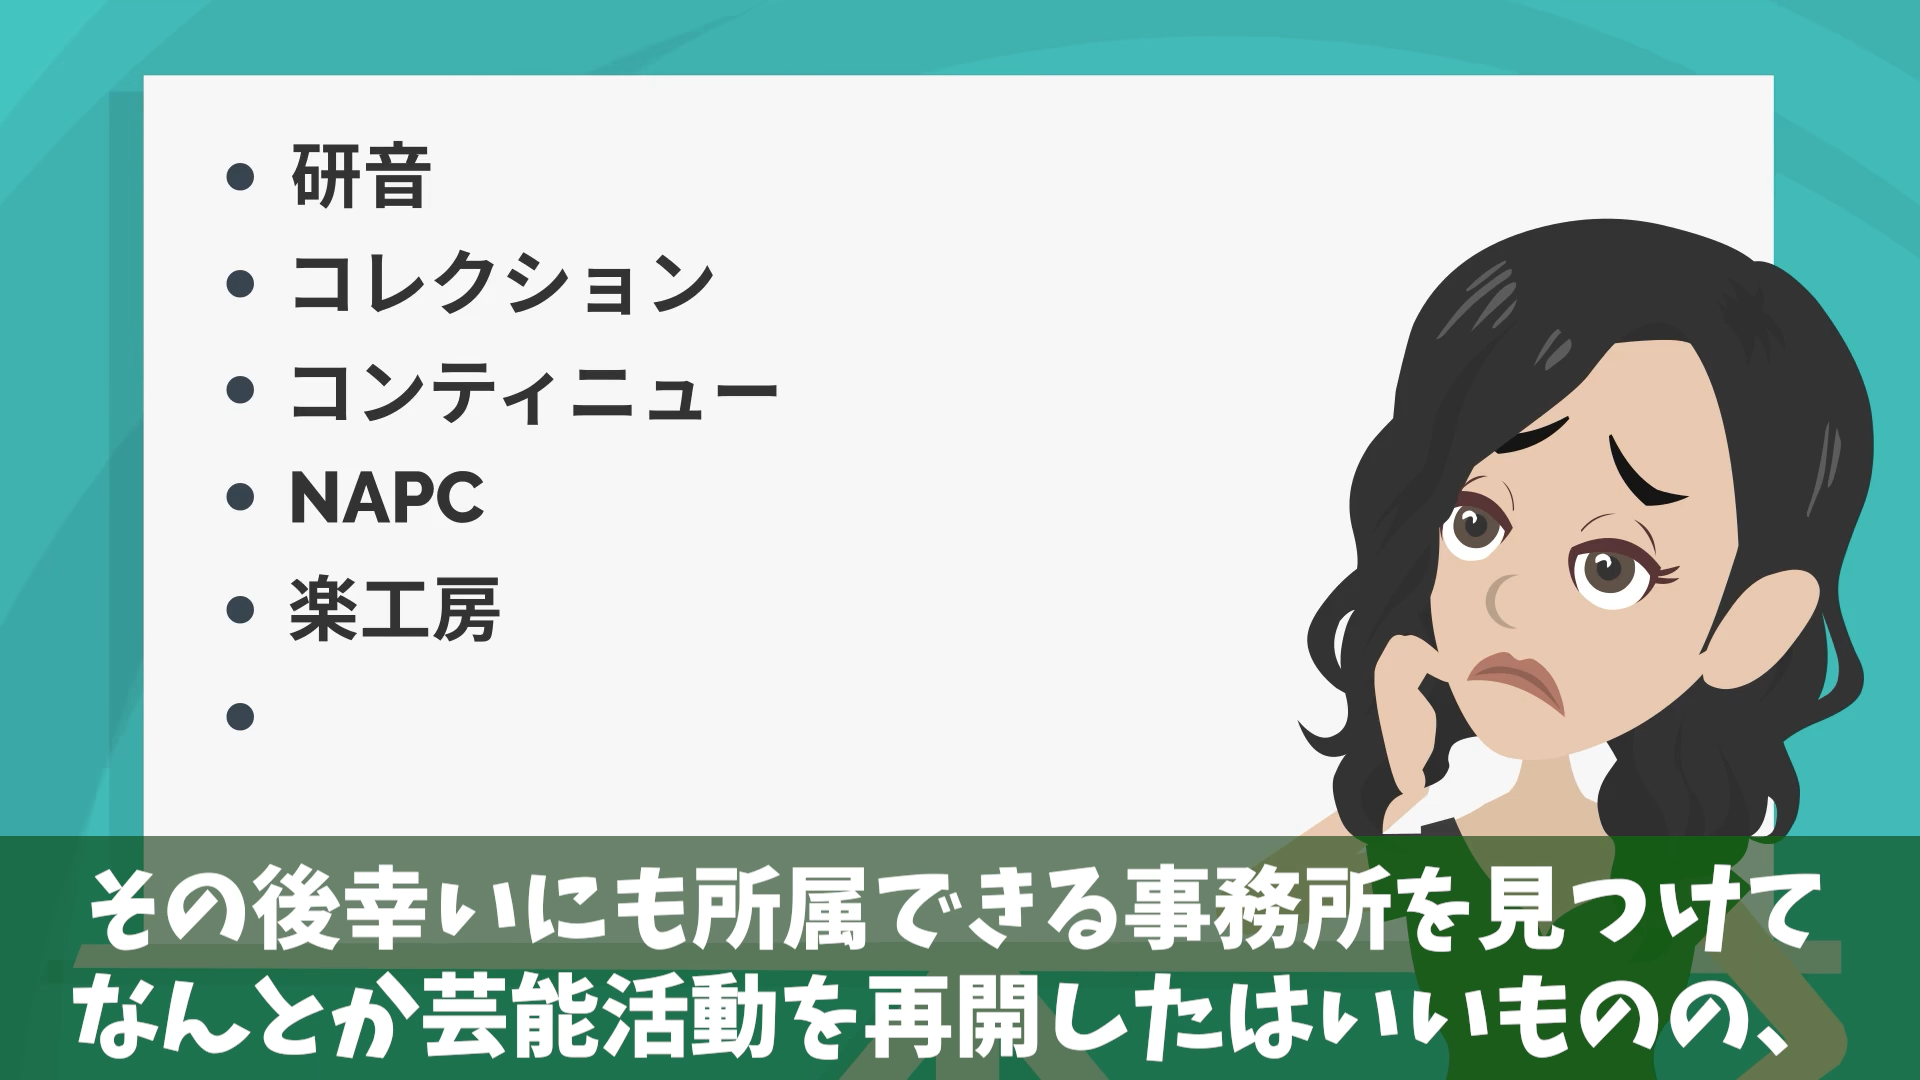 研音
コレクション
コンティニュー
NAPC
楽工房
その後幸いにも所属できる事務所を見つけて
なんとか芸能活動を再開したはいいものの、